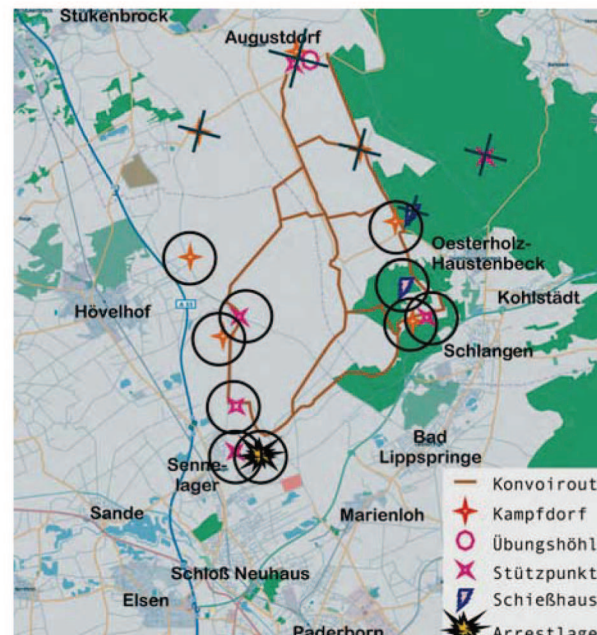 Stukenbrock
Augustdorf
Oesterholz-
Haustenbeck
Kohlstädt
Hövelhof
A 33
Schlangen
Bad
Lippspringe
Senne-
lager
Sande
Marienloh
Schloß Neuhaus
Elsen
Paderborn
Konvoirout
Kampfdorf
Übungshöhl
Stützpunkt
Schießhaus
Arrestlage